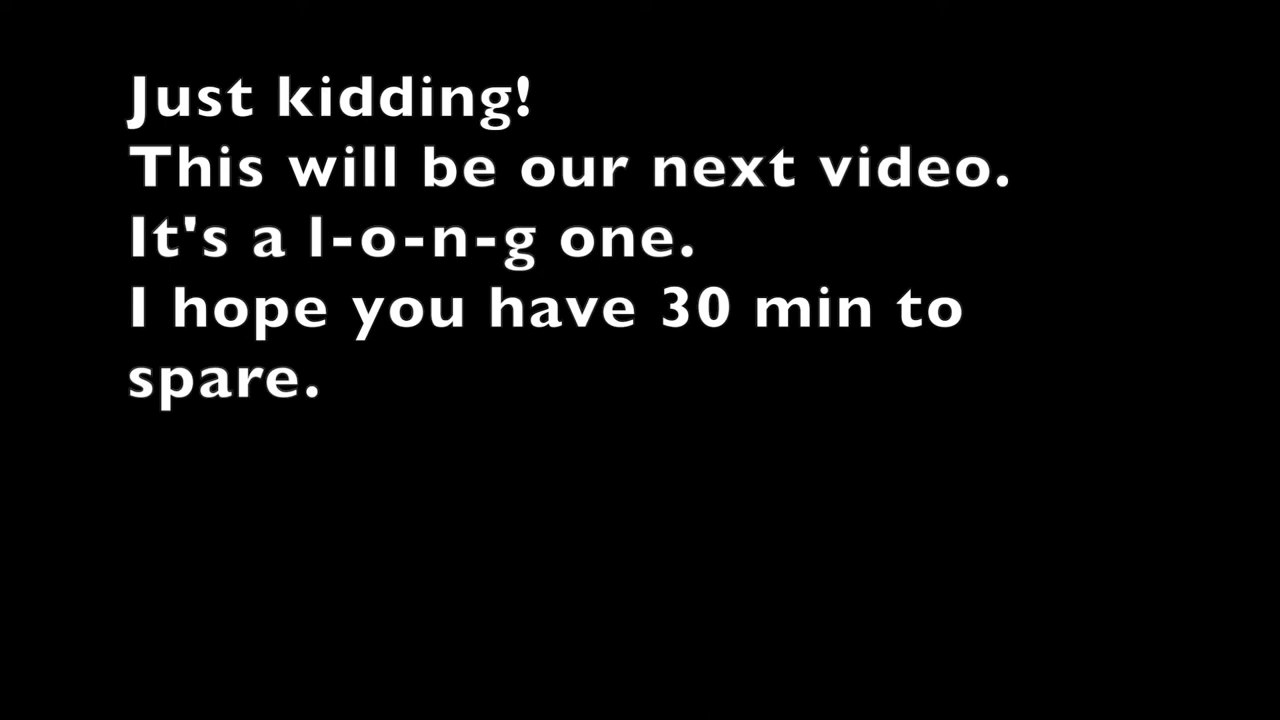 Just kidding!
This will be our next video.
It's a l-o-n-g one.
I hope you have 30 min to
spare.